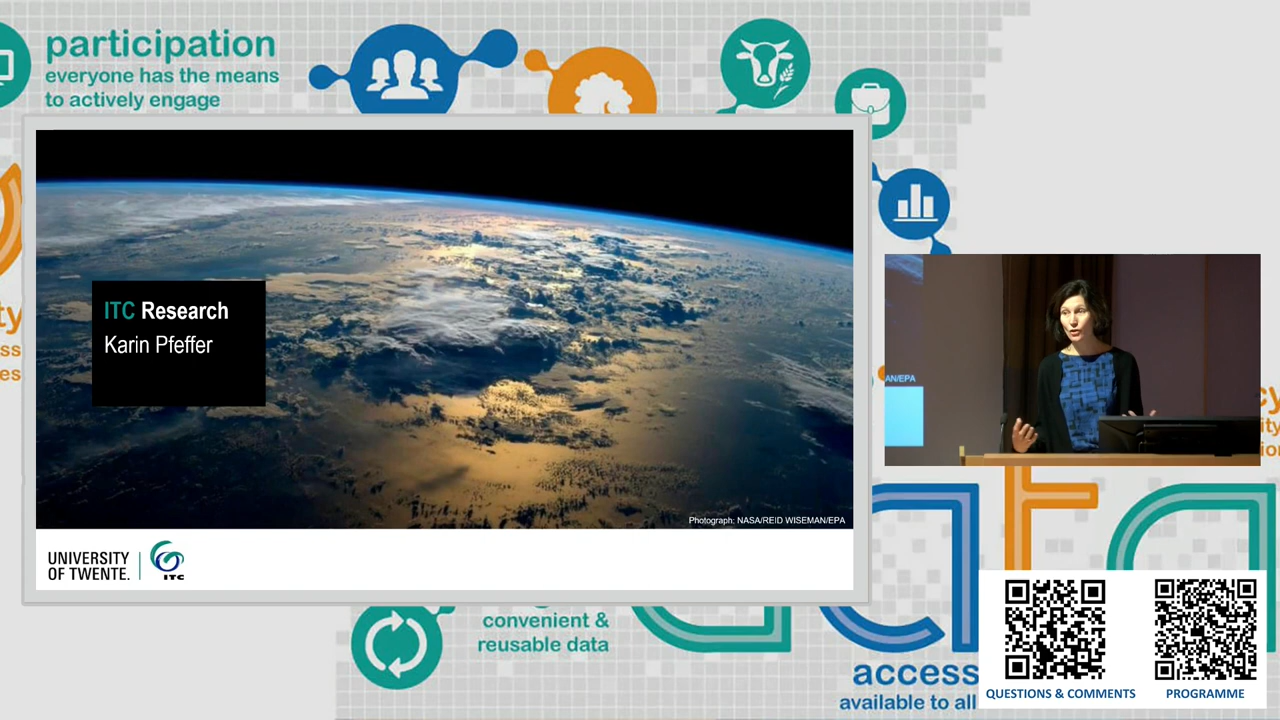 participation
everyone has the means
to actively engage
ITC Research
Karin Pfeffer
Photograph: NASA/REID WISEMAN/EPA
UNIVERSITY
OF TWENTE.
ITC
AN/EPA
convenient &
reusable data
access
available to all
QUESTIONS & COMMENTS
PROGRAMME